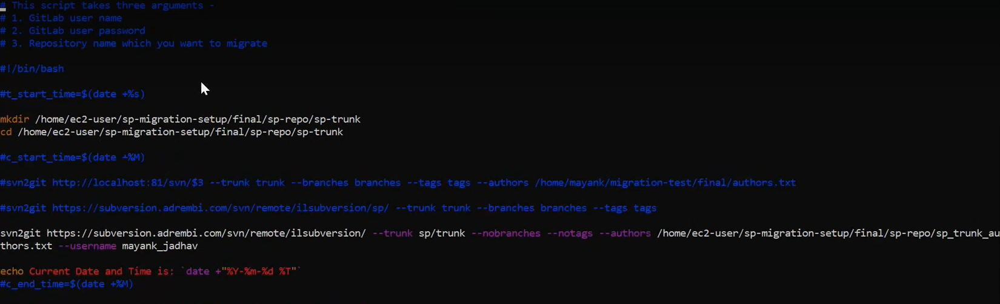 # This script takes three arguments -
# 1. GitLab user name
# 2. GitLab user password
# 3. Repository name which you want to migrate
#!/bin/bash
#t_start_time=$(date +%s)
mkdir /home/ec2-user/sp-migration-setup/final/sp-repo/sp-trunk
cd /home/ec2-user/sp-migration-setup/final/sp-repo/sp-trunk
#c_start_time=$(date +%M)
#svn2git http://localhost:81/svn/$3 --trunk trunk --branches branches --tags tags --authors /home/mayank/migration-test/final/authors.txt
#svn2git https://subversion.adrembi.com/svn/remote/ilsubversion/sp/ --trunk trunk --branches branches --tags tags
svn2git https://subversion.adrembi.com/svn/remote/ilsubversion/ --trunk sp/trunk --nobranches --notags --authors /home/ec2-user/sp-migration-setup/final/sp-repo/sp_trunk_au
thors.txt --username mayank_jadhav
echo Current Date and Time is: `date +"%Y-%m-%d %T"`
#c_end_time=$(date +%M)